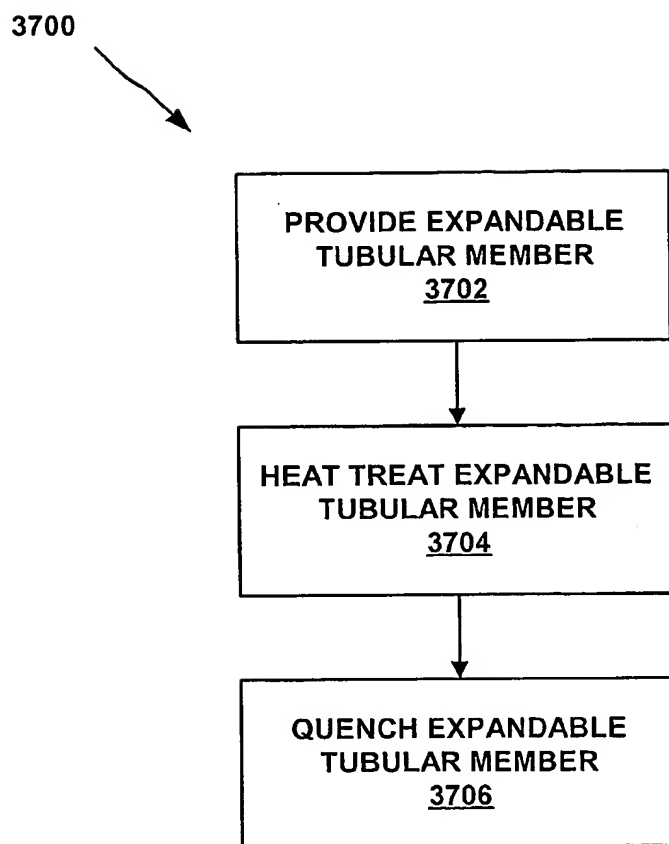 3700
PROVIDE EXPANDABLE
TUBULAR MEMBER
3702
HEAT TREAT EXPANDABLE
TUBULAR MEMBER
3704
QUENCH EXPANDABLE
TUBULAR MEMBER
3706